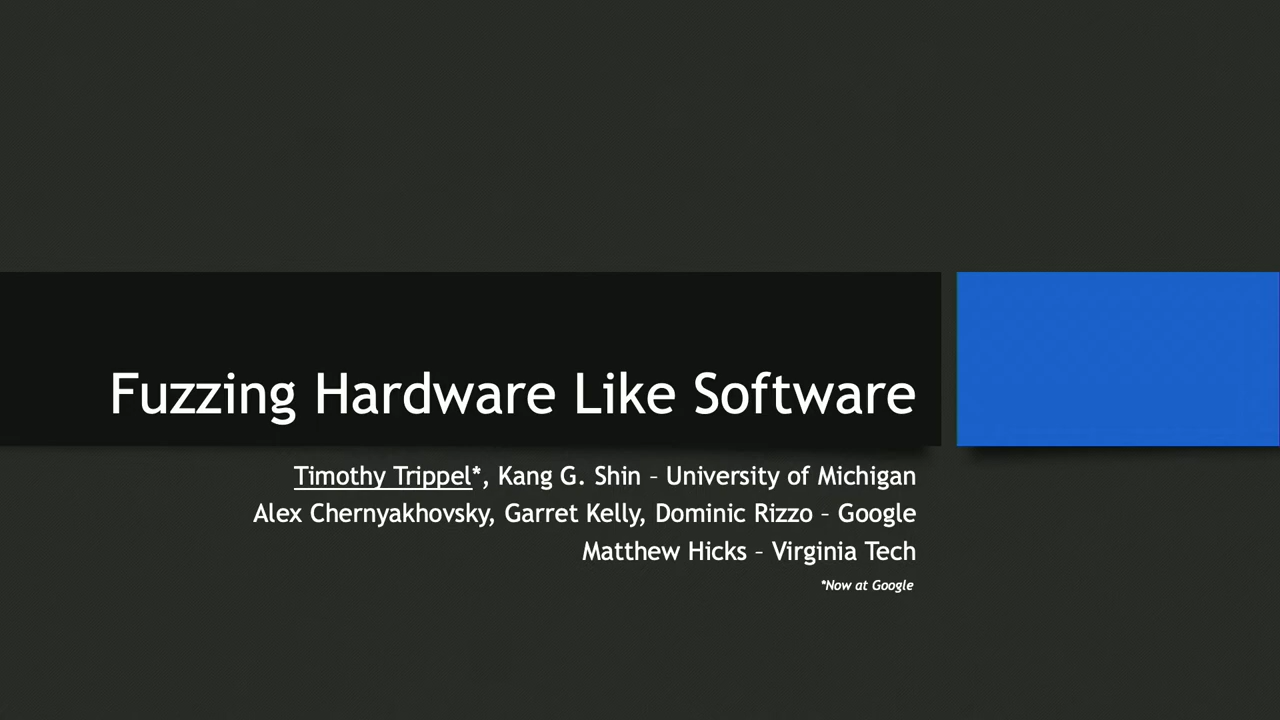 Fuzzing Hardware Like Software
Timothy Trippel*, Kang G. Shin – University of Michigan
Alex Chernyakhovsky, Garret Kelly, Dominic Rizzo – Google
Matthew Hicks – Virginia Tech
*Now at Google